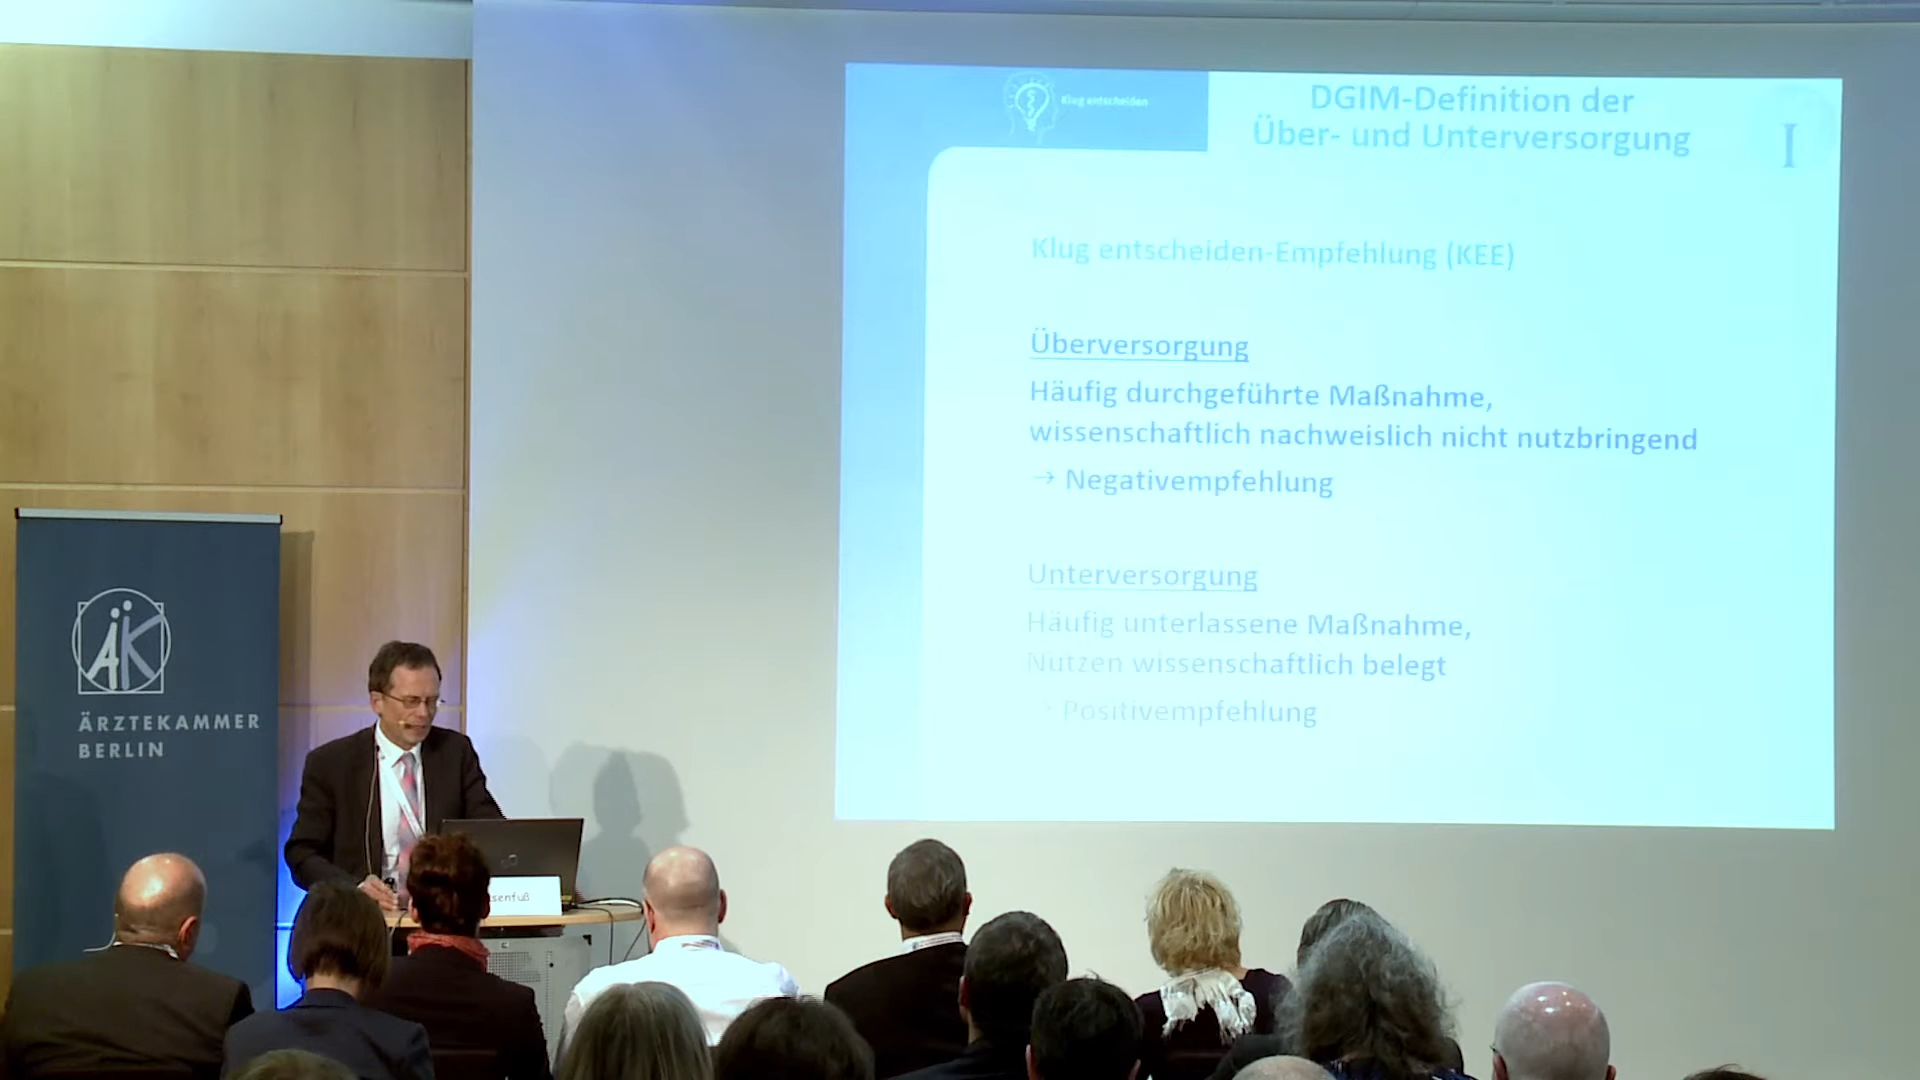 Klug entscheiden
DGIM-Definition der
Über- und Unterversorgung
I
Klug entscheiden-Empfehlung (KEE)
Überversorgung
Häufig durchgeführte Maßnahme,
wissenschaftlich nachweislich nicht nutzbringend
→ Negativempfehlung
Unterversorgung
Häufig unterlassene Maßnahme,
Nutzen wissenschaftlich belegt
→ Positivempfehlung
ÄK
ÄRZTEKAMMER
BERLIN
senfuß